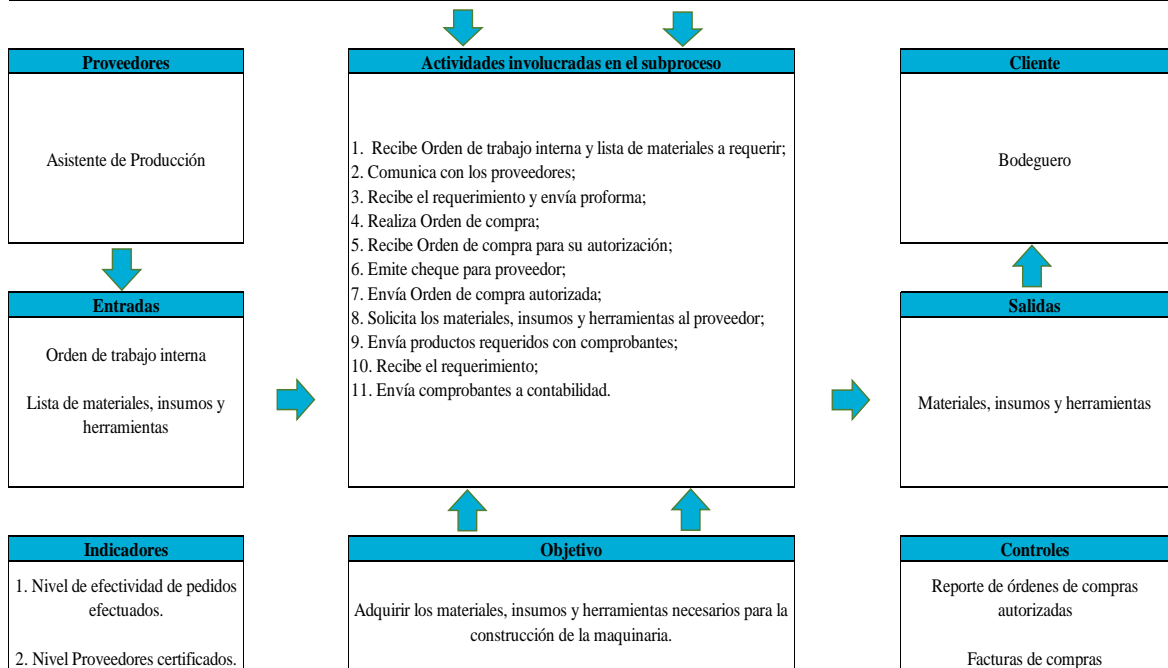 Proveedores
Asistente de Producción
Entradas
Orden de trabajo interna
Lista de materiales, insumos y
herramientas
Indicadores
1. Nivel de efectividad de pedidos
efectuados.
2. Nivel Proveedores certificados.
Actividades involucradas en el subproceso
1. Recibe Orden de trabajo interna y lista de materiales a requerir;
2. Comunica con los proveedores;
3. Recibe el requerimiento y envía proforma;
4. Realiza Orden de compra;
5. Recibe Orden de compra para su autorización;
6. Emite cheque para proveedor;
7. Envía Orden de compra autorizada;
8. Solicita los materiales, insumos y herramientas al proveedor;
9. Envía productos requeridos con comprobantes;
10. Recibe el requerimiento;
11. Envía comprobantes a contabilidad.
Objetivo
Adquirir los materiales, insumos y herramientas necesarios para la
construcción de la maquinaria.
Cliente
Bodeguero
Salidas
Materiales, insumos y herramientas
Controles
Reporte de órdenes de compras
autorizadas
Facturas de compras